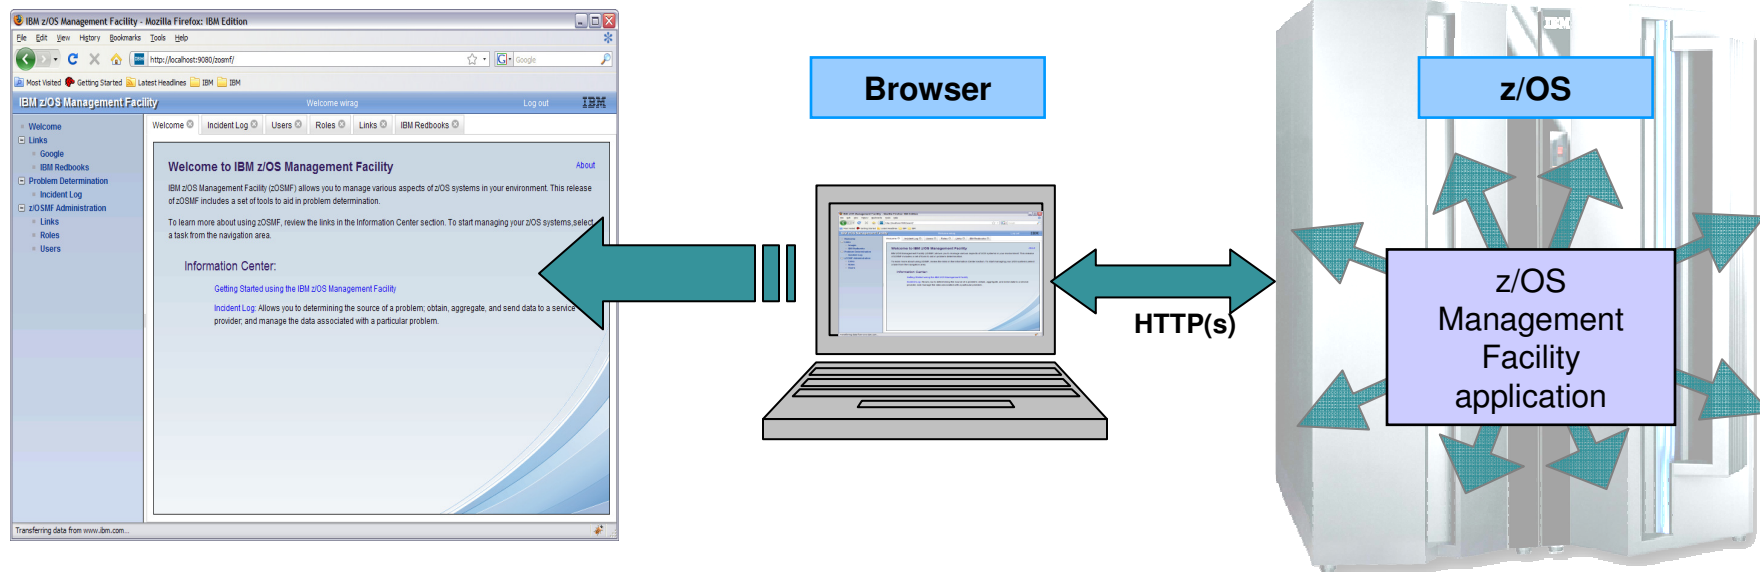 IBM z/OS Management Facility - Mozilla Firefox: IBM Edition
File Edit View History Bookmarks Tools Help
http://localhost:9080/zosmf/
Google
Most Visited Getting Started Latest Headlines IBM IBM
IBM z/OS Management Facility Welcome wirag Log out IBM
Welcome
Links
Google
IBM Redbooks
Problem Determination
Incident Log
z/OSMF Administration
Links
Roles
Users
Welcome Incident Log Users Roles Links IBM Redbooks
Welcome to IBM z/OS Management Facility About
IBM z/OS Management Facility (z/OSMF) allows you to manage various aspects of z/OS systems in your environment. This release
of z/OSMF includes a set of tools to aid in problem determination.
To learn more about using z/OSMF, review the links in the Information Center section. To start managing your z/OS systems, select
a task from the navigation area.
Information Center:
Getting Started using the IBM z/OS Management Facility
Incident Log: Allows you to determining the source of a problem; obtain, aggregate, and send data to a service
provider; and manage the data associated with a particular problem.
Transferring data from www.ibm.com...
Browser
HTTP(s)
IBM
z/OS
z/OS
Management
Facility
application